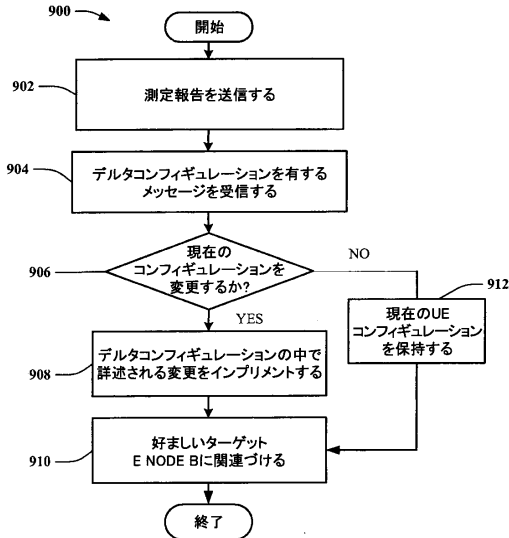 900
開始
902
測定報告を送信する
904
デルタコンフィギュレーションを有する
メッセージを受信する
906
現在の
コンフィギュレーションを
変更するか?
NO
YES
912
現在のUE
コンフィギュレーション
を保持する
908
デルタコンフィギュレーションの中で
詳述される変更をインプリメントする
910
好ましいターゲット
E NODE Bに関連づける
終了